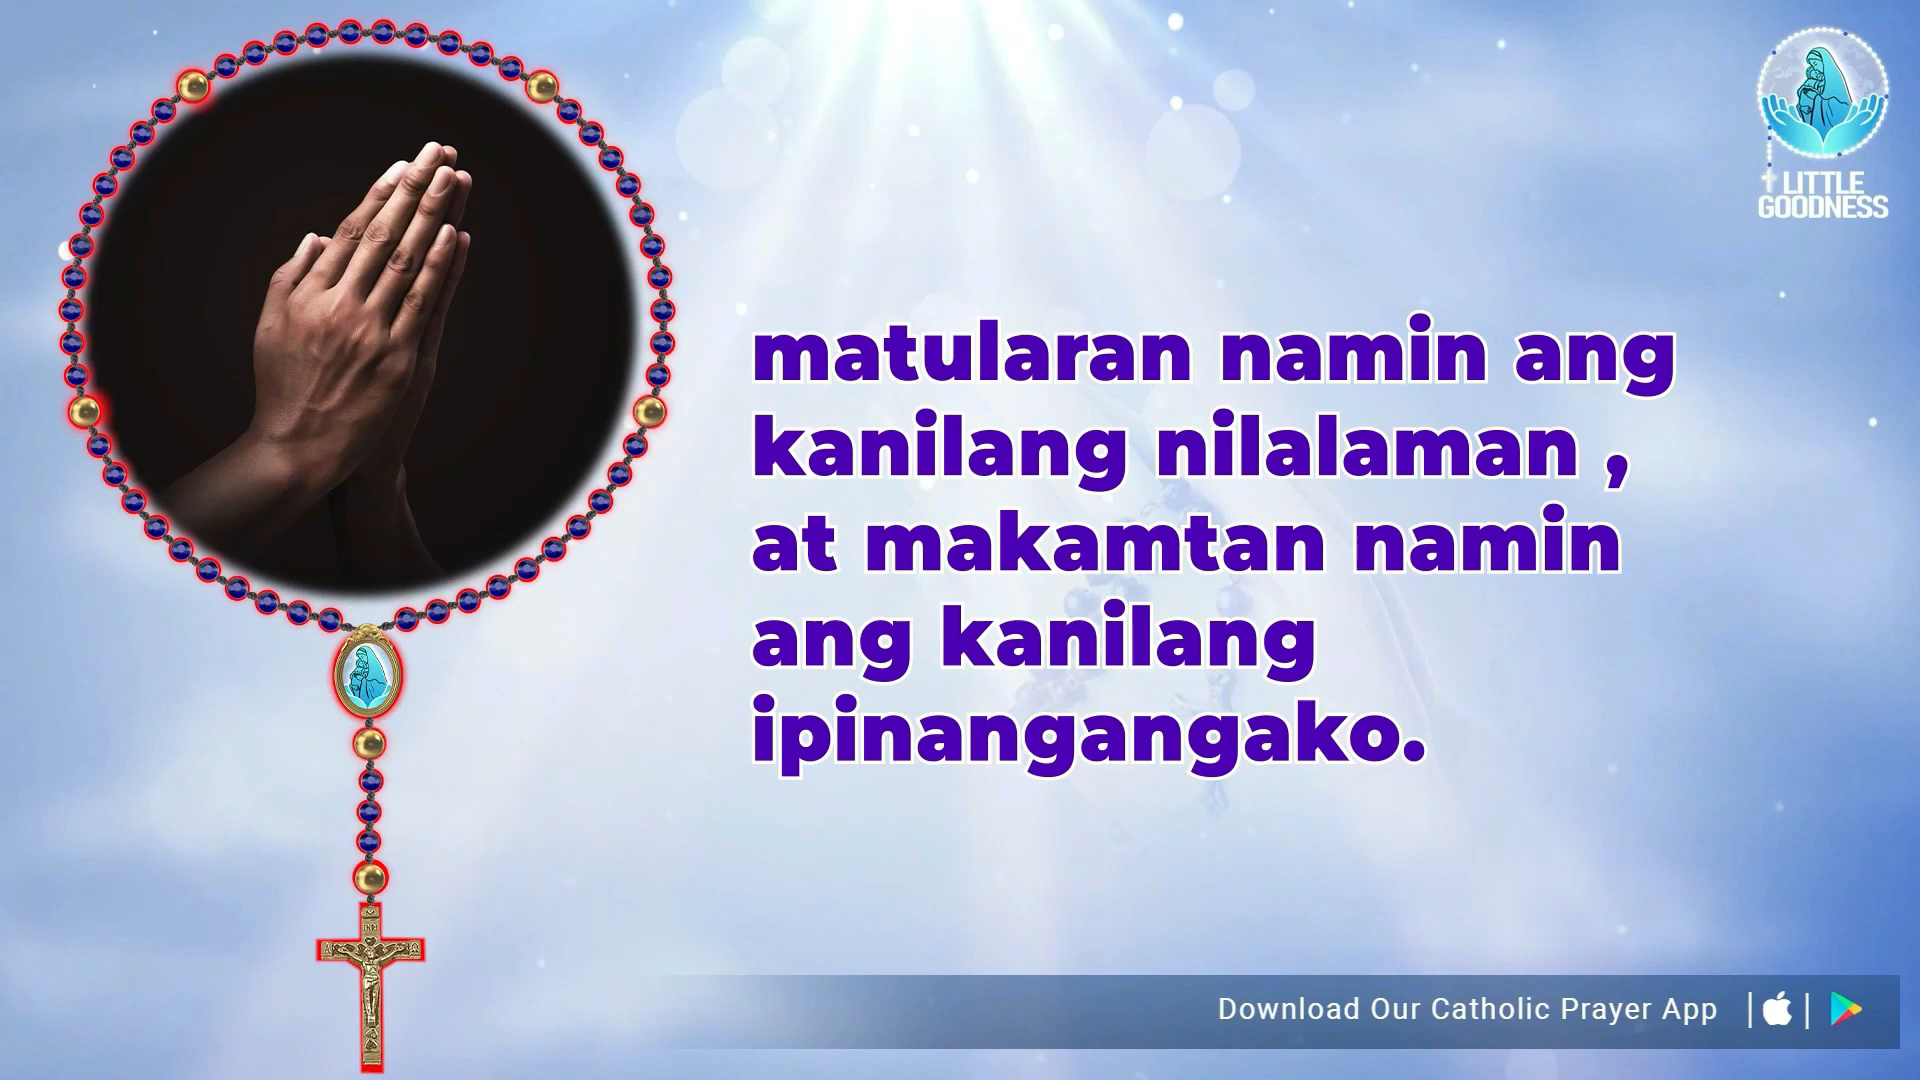 matularan namin ang
kanilang nilalaman ,
at makamtan namin
ang kanilang
ipinangangako.
LITTLE
GOODNESS
INRI
Download Our Catholic Prayer App